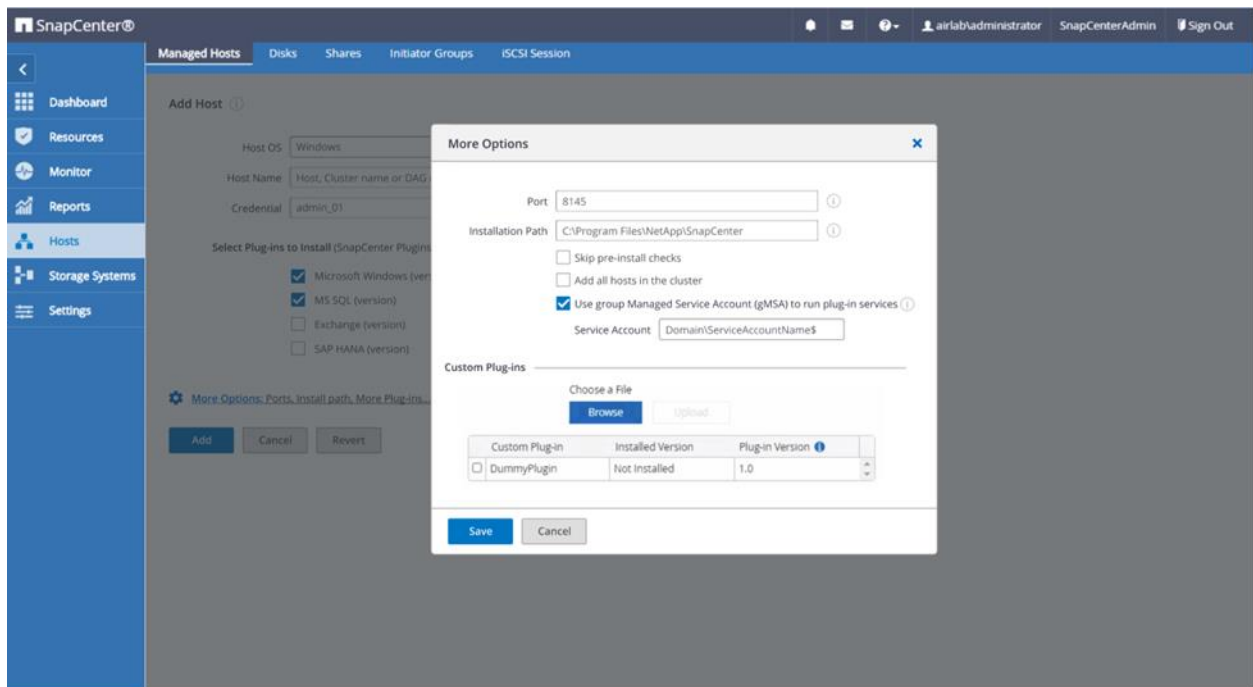 SnapCenter®
airlab\administrator SnapCenterAdmin Sign Out
Managed Hosts Disks Shares Initiator Groups iSCSI Session
Dashboard
Resources
Monitor
Reports
Hosts
Storage Systems
Settings
Add Host
Host OS Windows
Host Name Host, Cluster name or DAG
Credential admin_01
Select Plug-ins to Install (SnapCenter Plugins
Microsoft Windows (ver
MS SQL (version)
Exchange (version)
SAP HANA (version)
More Options: Ports, Install path, More Plug-ins...
Add Cancel Revert
More Options
Port 8145
Installation Path C:\Program Files\NetApp\SnapCenter
Skip pre-install checks
Add all hosts in the cluster
Use group Managed Service Account (gMSA) to run plug-in services
Service Account Domain\ServiceAccountName$
Custom Plug-ins
Choose a File
Browse Upload
Custom Plug-in Installed Version Plug-in Version
DummyPlugin Not Installed 1.0
Save Cancel